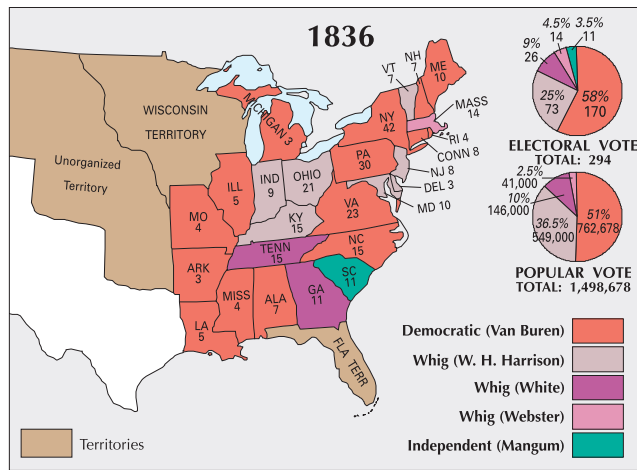 1836
4.5%
14
3.5%
11
9%
26
25%
73
58%
170
ELECTORAL VOTE
TOTAL: 294
2.5%
41,000
10%
146,000
36.5%
549,000
51%
762,678
POPULAR VOTE
TOTAL: 1,498,678
VT
7
NH
7
ME
10
MASS
14
NY
42
RI 4
CONN 8
NJ 8
DEL 3
MD 10
PA
30
MICHIGAN 3
WISCONSIN
TERRITORY
Unorganized
Territory
ILL
5
IND
9
OHIO
21
VA
23
KY
15
MO
4
NC
15
TENN
15
ARK
3
SC
11
MISS
4
ALA
7
GA
11
LA
5
FLA TERR
Democratic (Van Buren)
Whig (W. H. Harrison)
Whig (White)
Whig (Webster)
Independent (Mangum)
Territories